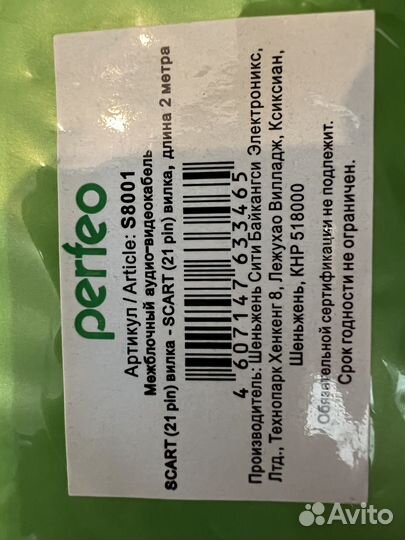 perfeo
Артикул / Article: S8001
Межблочный аудио-видеокабель
SCART (21 pin) вилка - SCART (21 pin) вилка, длина 2 метра
4 607147 633465
Производитель: Шеньжень Сити Байкангси Электроникс,
Лтд., Технопарк Хенкент 8, Лежухао Вилладж, Ксиксиан,
Шеньжень, КНР 518000
Обязательной сертификации не подлежит.
Срок годности не ограничен.
Avito